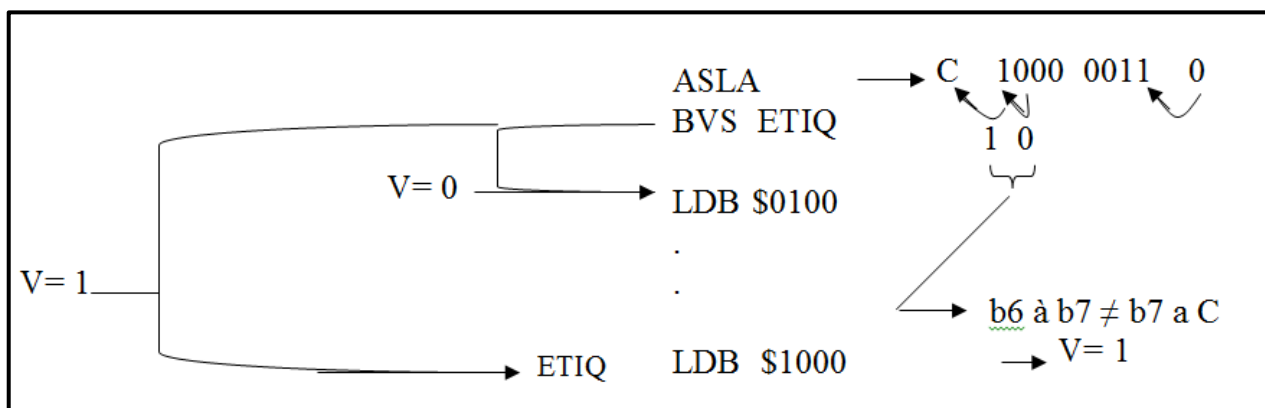 ASLA C 1000 0011 0
BVS ETIQ 1 0
V= 0 LDB $0100
.
V= 1 .
b6 à b7 ≠ b7 a C
ETIQ LDB $1000 V= 1